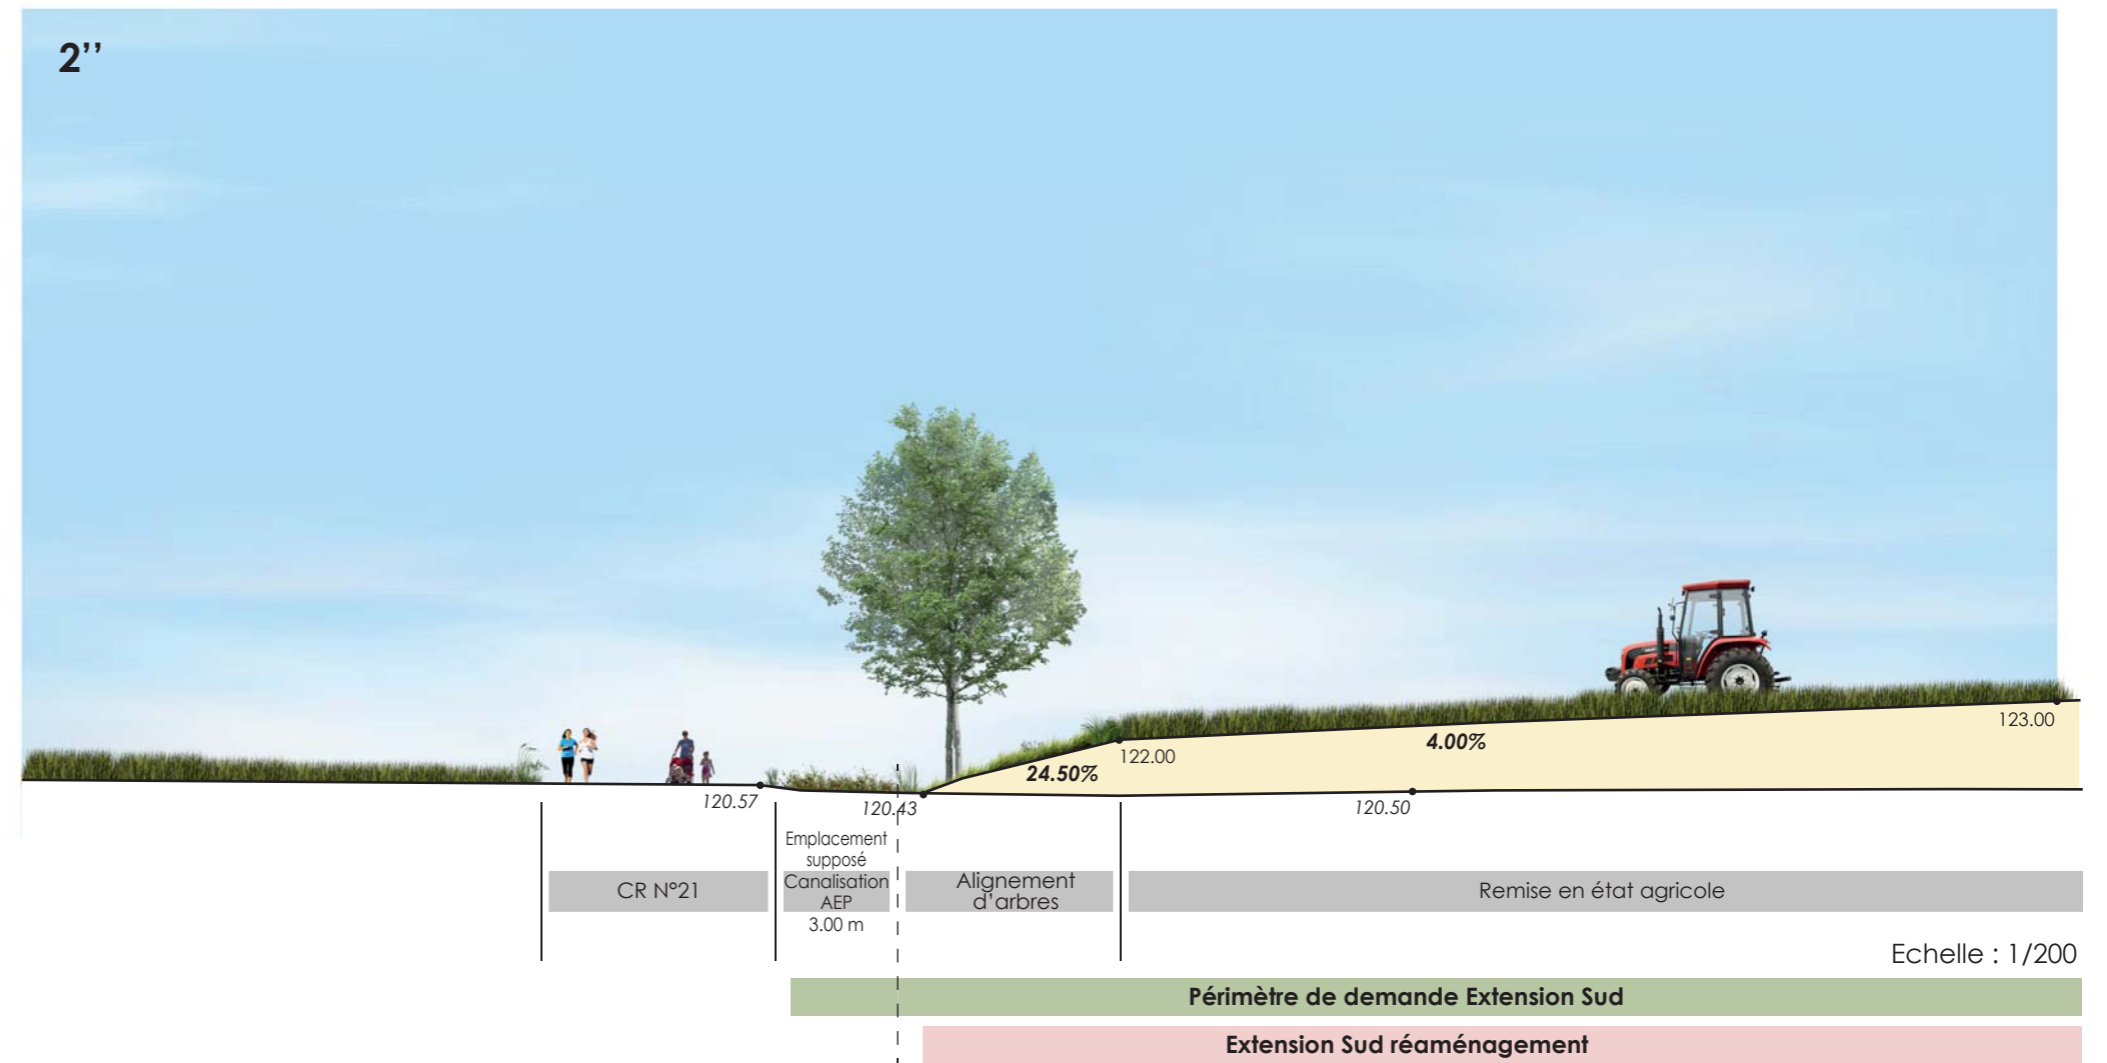 2’’
123.00
4.00%
122.00
24.50%
120.57
120.43
120.50
Emplacement
supposé
Canalisation
AEP
3.00 m
CR N°21
Alignement
d’arbres
Remise en état agricole
Echelle : 1/200
Périmètre de demande Extension Sud
Extension Sud réaménagement